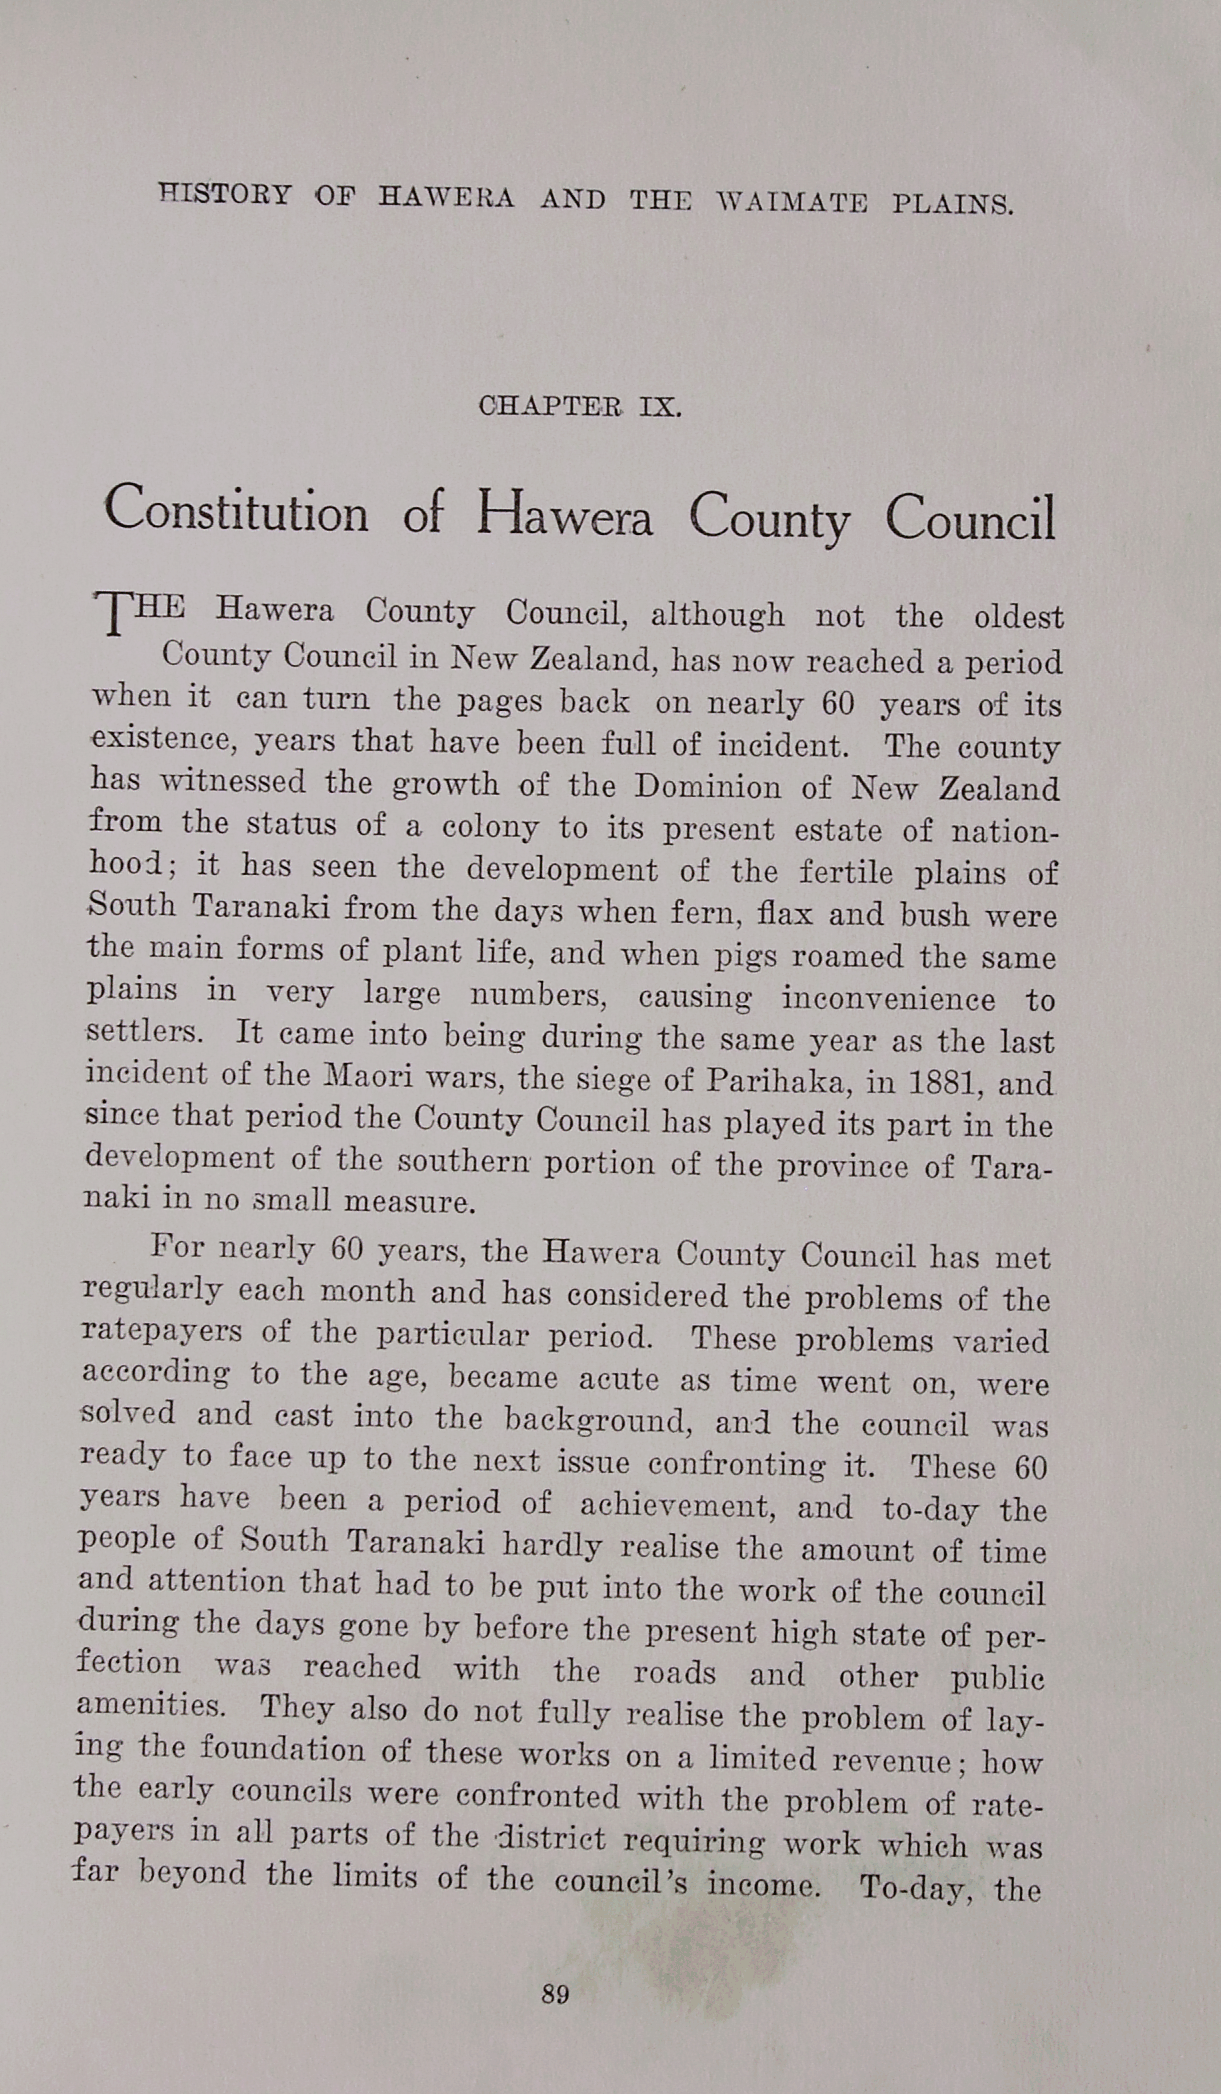 HISTORY OF HAWERA AND THE WAIMATE PLAINS.
CHAPTER IX.
Constitution of Hawera County Council
THE Hawera County Council, although not the oldest
County Council in New Zealand, has now reached a period
when it can turn the pages back on nearly 60 years of its
existence, years that have been full of incident. The county
has witnessed the growth of the Dominion of New Zealand
from the status of a colony to its present estate of nation-
hood; it has seen the development of the fertile plains of
South Taranaki from the days when fern, flax and bush were
the main forms of plant life, and when pigs roamed the same
plains in very large numbers, causing inconvenience to
settlers. It came into being during the same year as the last
incident of the Maori wars, the siege of Parihaka, in 1881, and
since that period the County Council has played its part in the
development of the southern portion of the province of Tara-
naki in no small measure.
For nearly 60 years, the Hawera County Council has met
regularly each month and has considered the problems of the
ratepayers of the particular period. These problems varied
according to the age, became acute as time went on, were
solved and cast into the background, and the council was
ready to face up to the next issue confronting it. These 60
years have been a period of achievement, and to-day the
people of South Taranaki hardly realise the amount of time
and attention that had to be put into the work of the council
during the days gone by before the present high state of per-
fection was reached with the roads and other public
amenities. They also do not fully realise the problem of lay-
ing the foundation of these works on a limited revenue; how
the early councils were confronted with the problem of rate-
payers in all parts of the district requiring work which was
far beyond the limits of the council's income. To-day, the
89